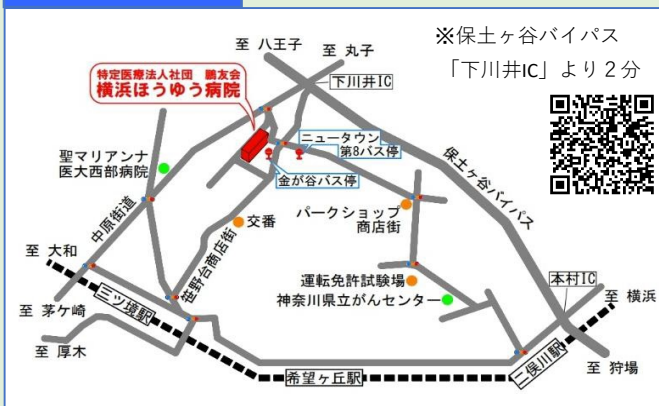 ※保土ヶ谷バイパス
「下川井IC」より2分
至 八王子
至 丸子
下川井IC
特定医療法人社団 鵬友会
横浜ほうゆう病院
ニュータウン
第8バス停
金が谷バス停
聖マリアンナ
医大西部病院
中原街道
保土ヶ谷バイパス
パークショップ
商店街
交番
笹野台商店街
至 大和
運転免許試験場
神奈川県立がんセンター
本村IC
至 横浜
至 茅ケ崎
三ツ境駅
至 厚木
希望ヶ丘駅
二俣川駅
至 狩場